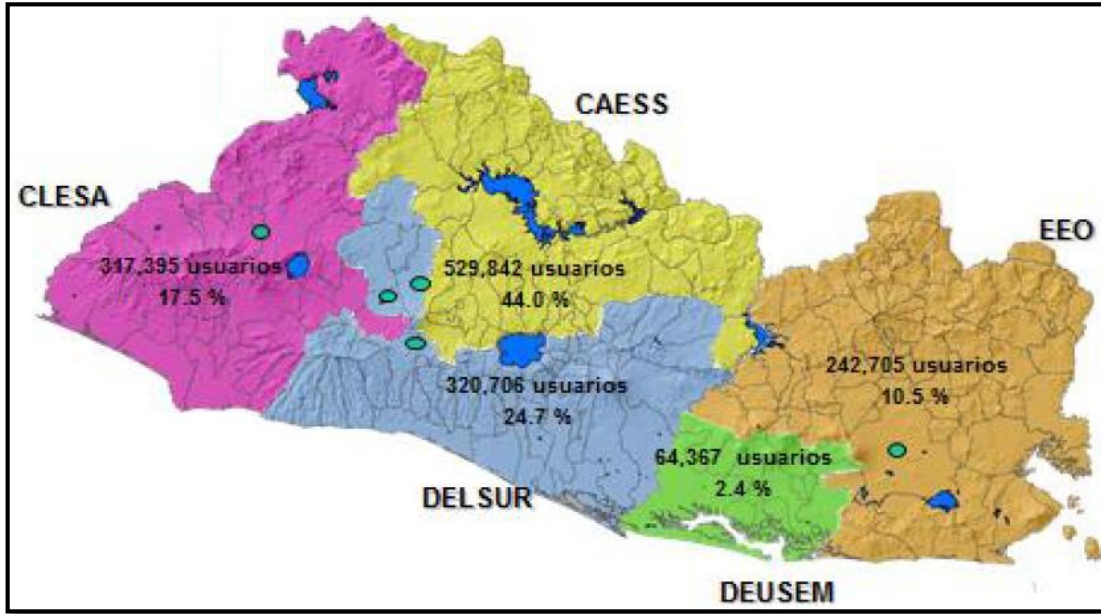 CAESS
CLESA
EEO
317,395 usuarios
17.5 %
529,842 usuarios
44.0 %
242,705 usuarios
10.5 %
320,706 usuarios
24.7 %
64,367 usuarios
2.4 %
DELSUR
DEUSEM
1